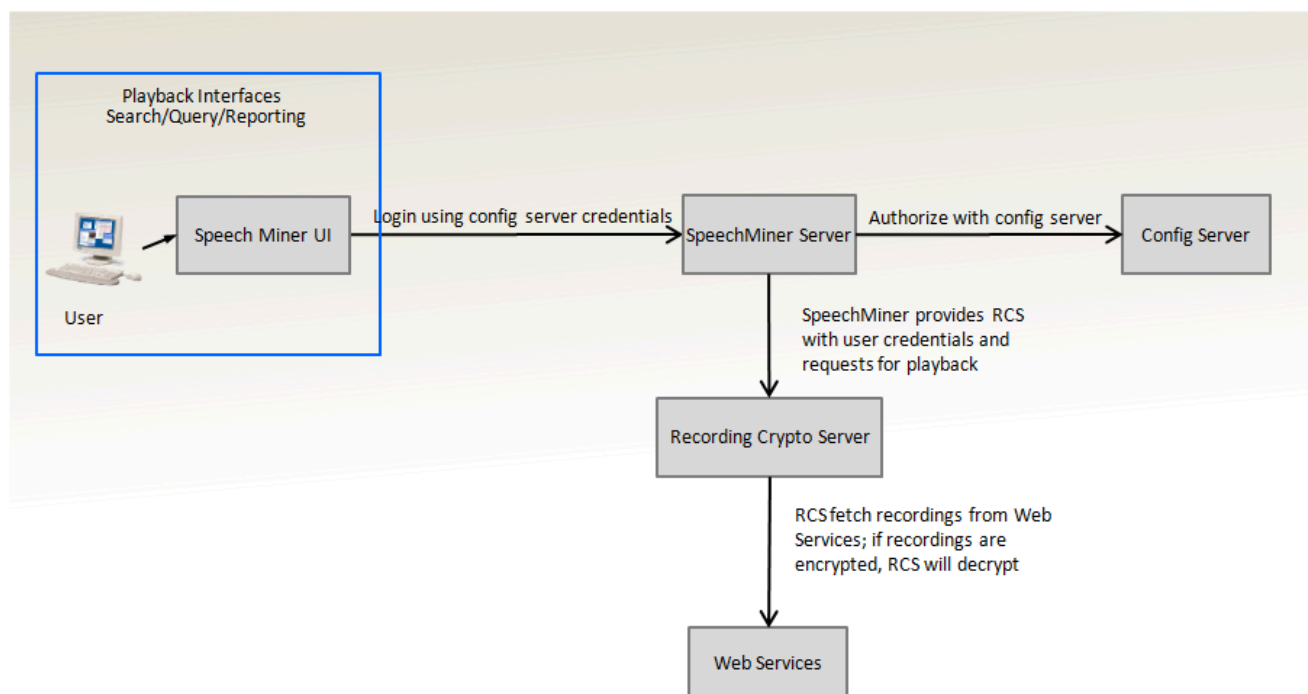 Playback Interfaces
Search/Query/Reporting
Login using config server credentials
Authorize with config server
Speech Miner UI
SpeechMiner Server
Config Server
User
SpeechMiner provides RCS
with user credentials and
requests for playback
Recording Crypto Server
RCS fetch recordings from Web
Services; if recordings are
encrypted, RCS will decrypt
Web Services